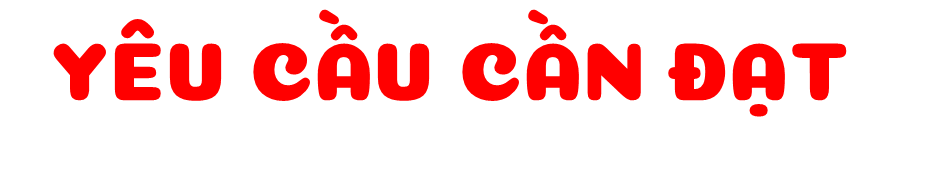 YÊU CẦU CẦN ĐẠT